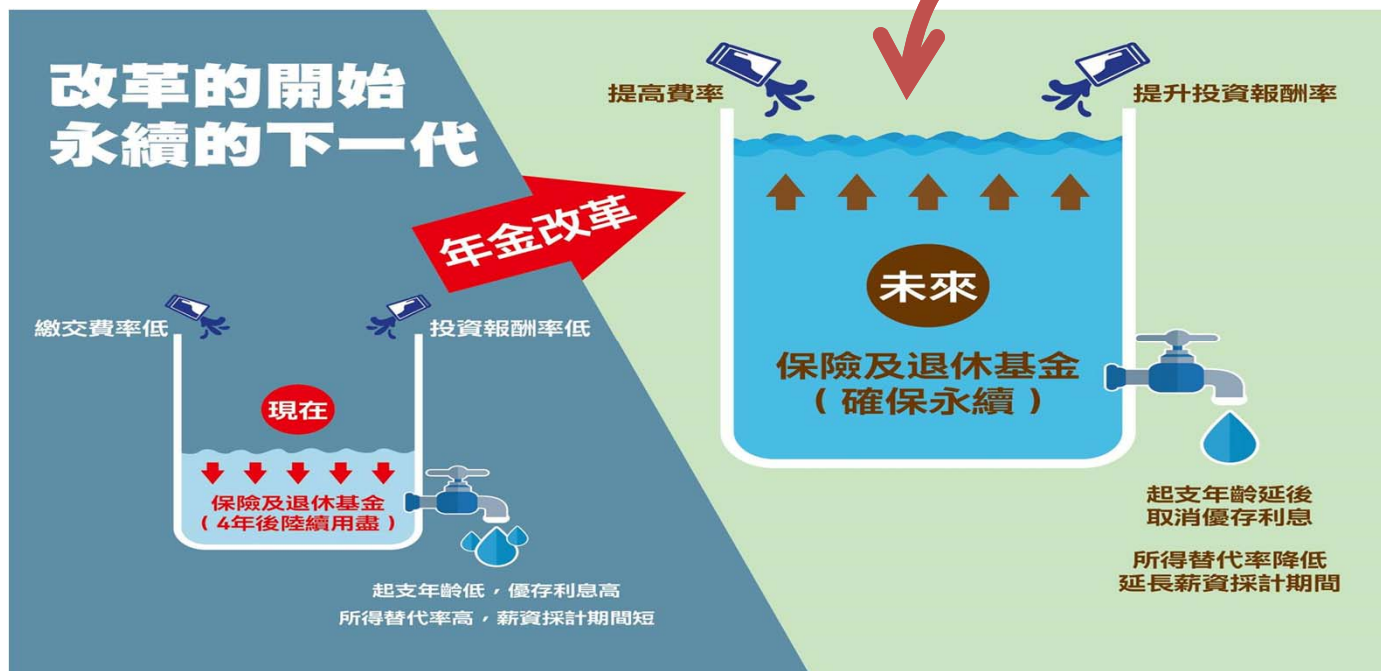 改革的開始
永續的下一代
年金改革
繳交費率低
投資報酬率低
現在
保險及退休基金
（4年後陸續用盡）
起支年齡低，優存利息高
所得替代率高，薪資採計期間短
提高費率
提升投資報酬率
未來
保險及退休基金
（確保永續）
起支年齡延後
取消優存利息
所得替代率降低
延長薪資採計期間